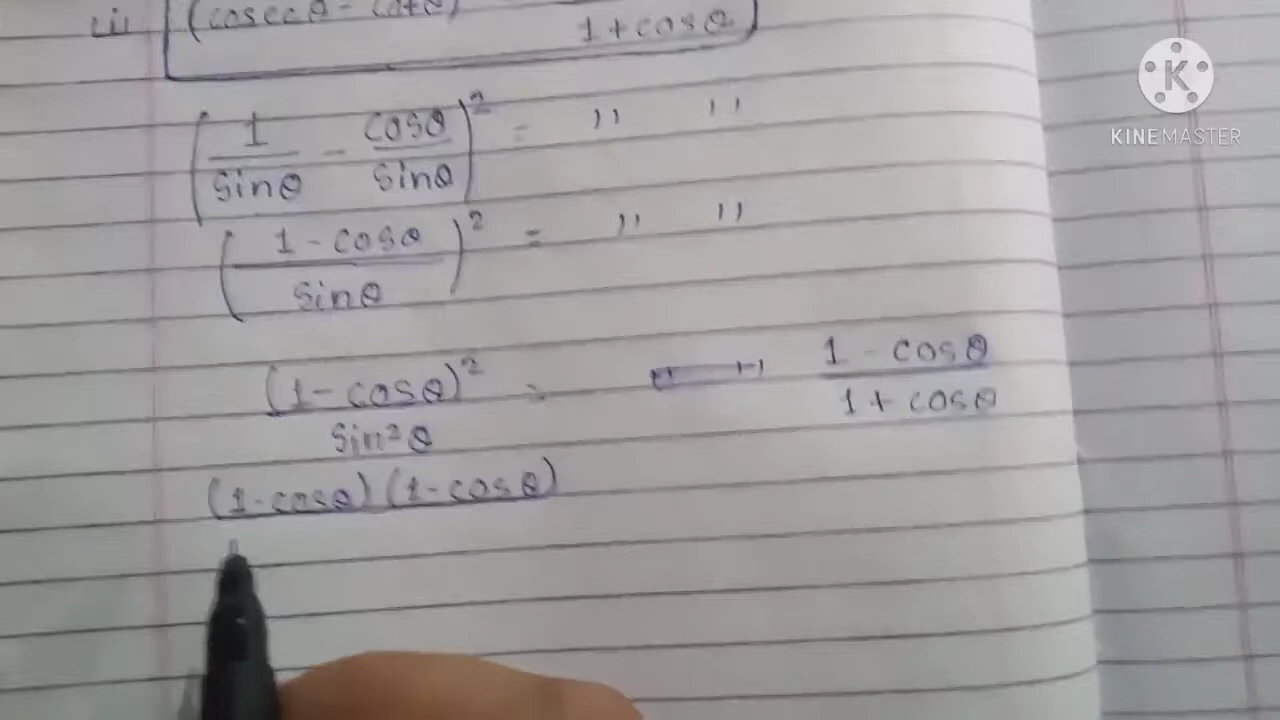 (ii) (cosecθ - cotθ) 1+cosθ
(1/sinθ - cosθ/sinθ)² = " "
(1-cosθ/sinθ)² = " "
(1-cosθ)²/sin²θ = " " 1-cosθ/1+cosθ
(1-cosθ)(1-cosθ)
KINEMASTER